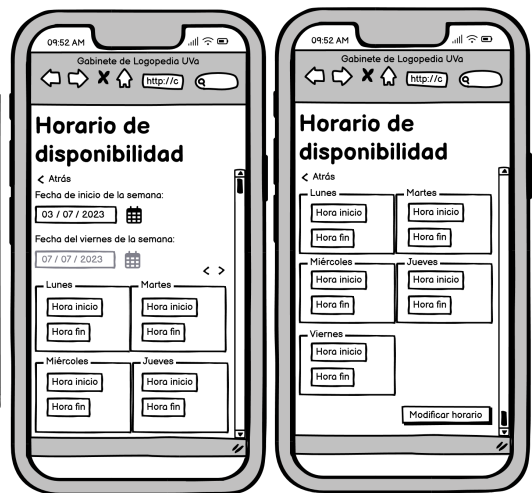 09:52 AM
Gabinete de Logopedia UVa
http://c
Horario de
disponibilidad
Atrás
Fecha de inicio de la semana:
03 / 07 / 2023
Fecha del viernes de la semana:
07 / 07 / 2023
< >
Lunes Martes
Hora inicio Hora inicio
Hora fin Hora fin
Miércoles Jueves
Hora inicio Hora inicio
Hora fin Hora fin
09:52 AM
Gabinete de Logopedia UVa
http://c
Horario de
disponibilidad
Atrás
Lunes Martes
Hora inicio Hora inicio
Hora fin Hora fin
Miércoles Jueves
Hora inicio Hora inicio
Hora fin Hora fin
Viernes
Hora inicio
Hora fin
Modificar horario